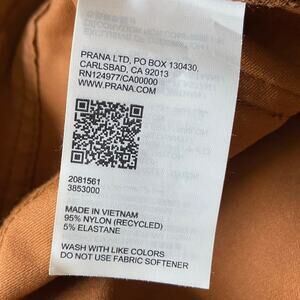 PRANA LTD, PO BOX 130430,
CARLSBAD, CA 92013
RN124977/CA00000
WWW.PRANA.COM
2081561
3853000
MADE IN VIETNAM
95% NYLON (RECYCLED)
5% ELASTANE
WASH WITH LIKE COLORS
DO NOT USE FABRIC SOFTENER